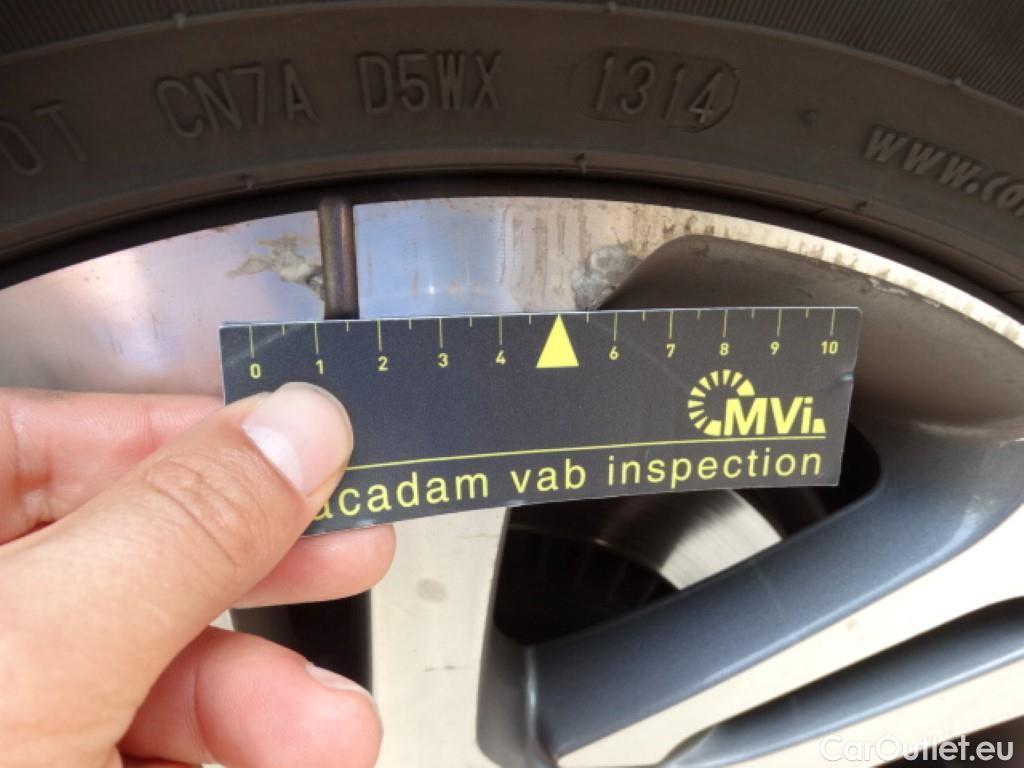 DOT CN7A D5WX 1314 www.co
0 1 2 3 4 6 7 8 9 10
MVi
acadam vab inspection
CarOutlet.eu